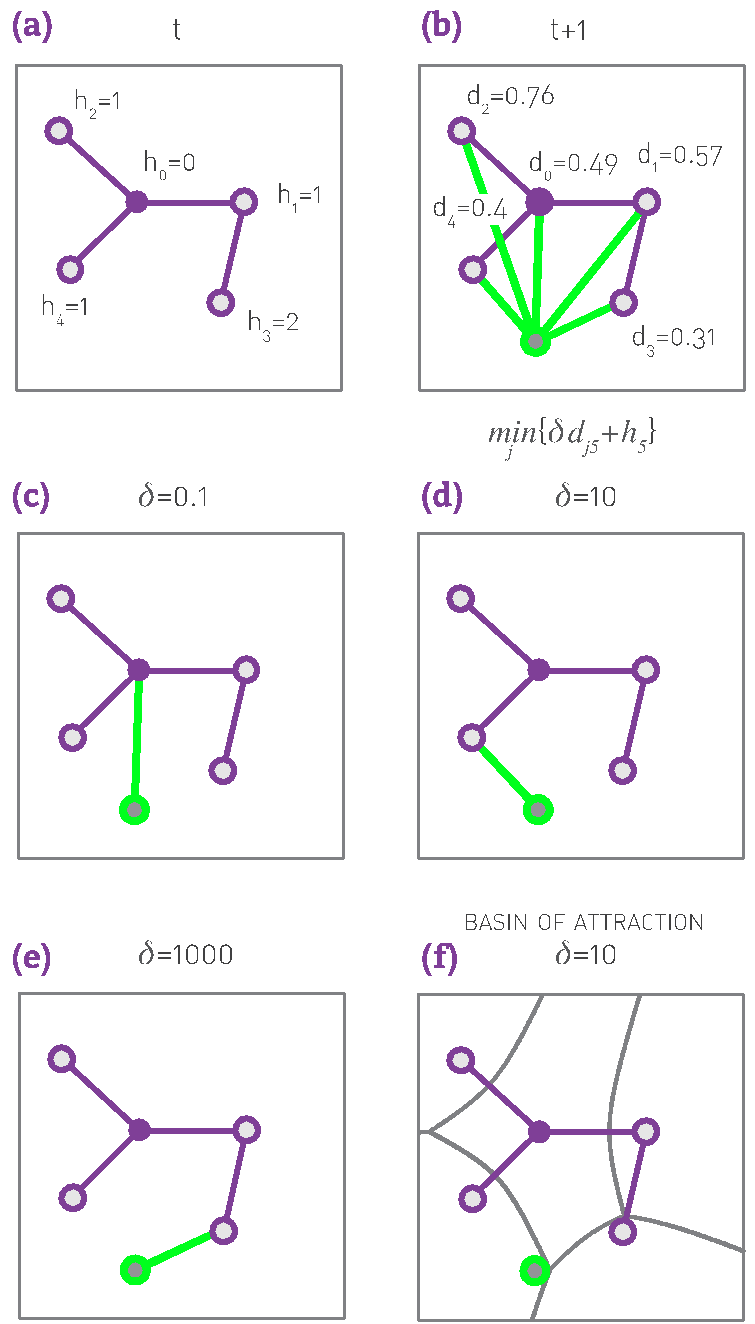 (a) t
(b) t+1
h₂=1
h₀=0
h₁=1
h₄=1
h₃=2
d₂=0.76
d₀=0.49
d₁=0.57
d₄=0.4
d₃=0.31
min{δd_j5+h₅}
j
(c) δ=0.1
(d) δ=10
(e) δ=1000
BASIN OF ATTRACTION
(f) δ=10